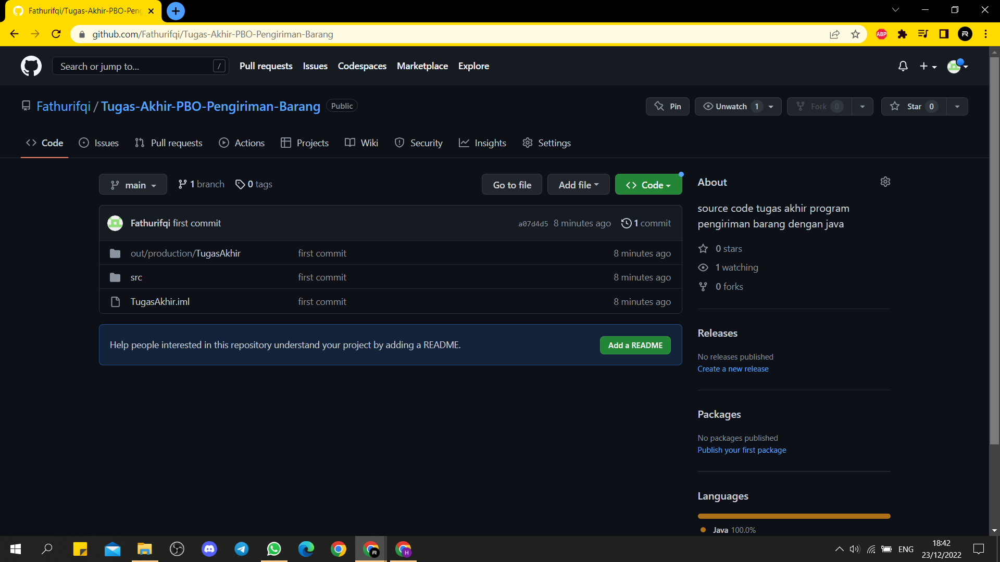 Fathurifqi/Tugas-Akhir-PBO-Peng
github.com/Fathurifqi/Tugas-Akhir-PBO-Pengiriman-Barang
ABP
FR
Search or jump to...
/
Pull requests
Issues
Codespaces
Marketplace
Explore
Fathurifqi / Tugas-Akhir-PBO-Pengiriman-Barang
Public
Pin
Unwatch 1
Fork 0
Star 0
Code
Issues
Pull requests
Actions
Projects
Wiki
Security
Insights
Settings
main
1 branch
0 tags
Go to file
Add file
Code
Fathurifqi first commit
a07d4d5 8 minutes ago
1 commit
out/production/TugasAkhir
first commit
8 minutes ago
src
first commit
8 minutes ago
TugasAkhir.iml
first commit
8 minutes ago
Help people interested in this repository understand your project by adding a README.
Add a README
About
source code tugas akhir program
pengiriman barang dengan java
0 stars
1 watching
0 forks
Releases
No releases published
Create a new release
Packages
No packages published
Publish your first package
Languages
Java 100.0%
R
H
ENG
18:42
23/12/2022